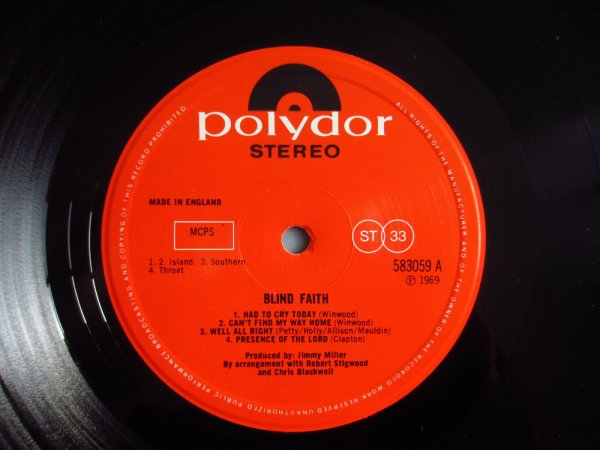 polydor
STEREO
MADE IN ENGLAND
MCPS
ST 33
1. 2. Island. 3. Southern
4. Throat
583059 A
Ⓟ 1969
BLIND FAITH
1. HAD TO CRY TODAY (Winwood)
2. CAN'T FIND MY WAY HOME (Winwood)
3. WELL ALL RIGHT (Petty/Holly/Allison/Mauldin)
4. PRESENCE OF THE LORD (Clapton)
Produced by: Jimmy Miller
By arrangement with Robert Stigwood
and Chris Blackwell
ALL RIGHTS OF THE MANUFACTURER AND OF THE OWNER OF THE RECORDED WORK RESERVED UNAUTHORIZED PUBLIC PERFORMANCE BROADCASTING AND COPYING OF THIS RECORD PROHIBITED.